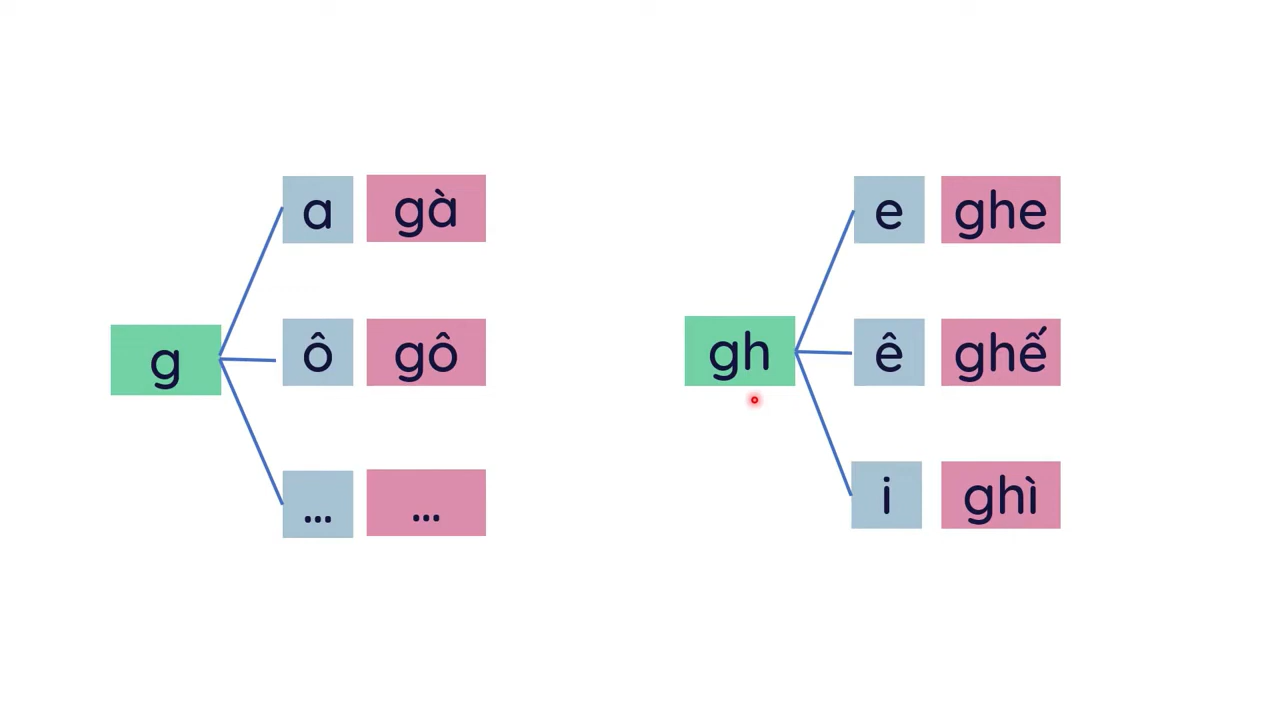 a gà
g ô gô
... ...
e ghe
gh ê ghế
i ghì